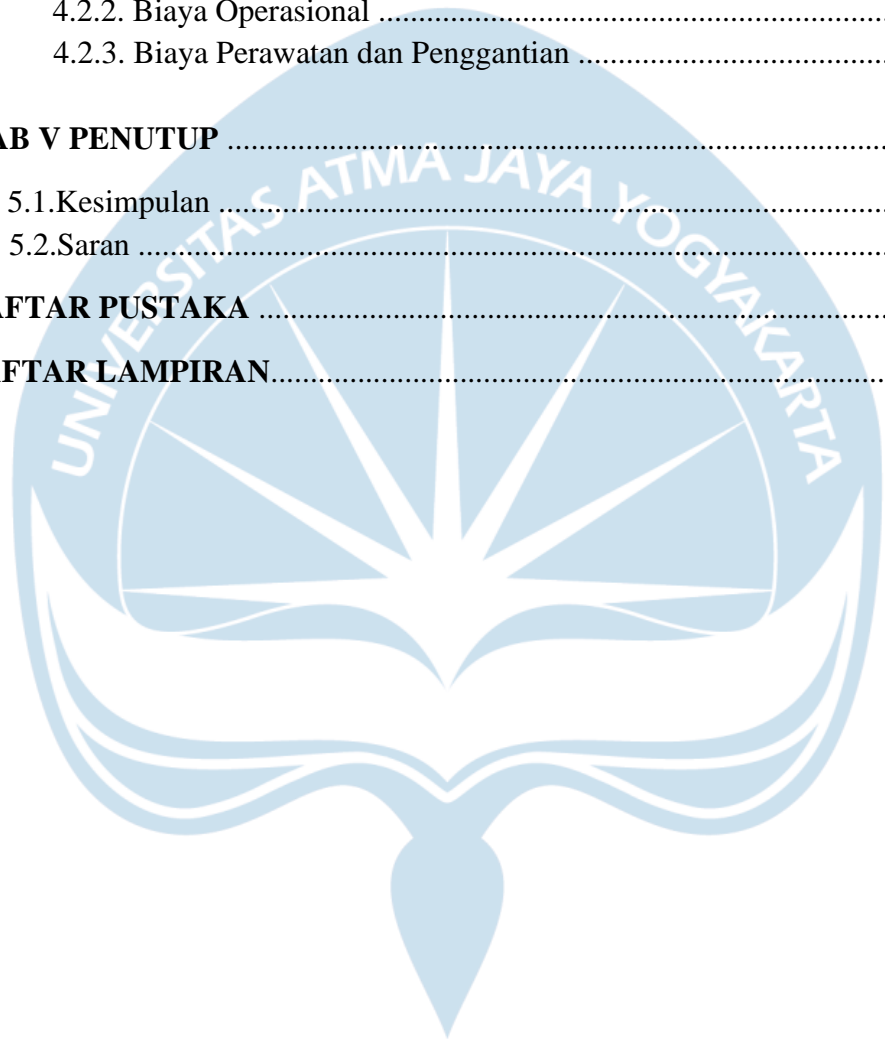 4.2.2. Biaya Operasional ........................................................................
4.2.3. Biaya Perawatan dan Penggantian ............................................
AB V PENUTUP ................................................................................................
UNIVERSITAS ATMA JAYA YOGYAKARTA
5.1.Kesimpulan ................................................................................................
5.2.Saran ............................................................................................................
AFTAR PUSTAKA ..........................................................................................
FTAR LAMPIRAN.........................................................................................